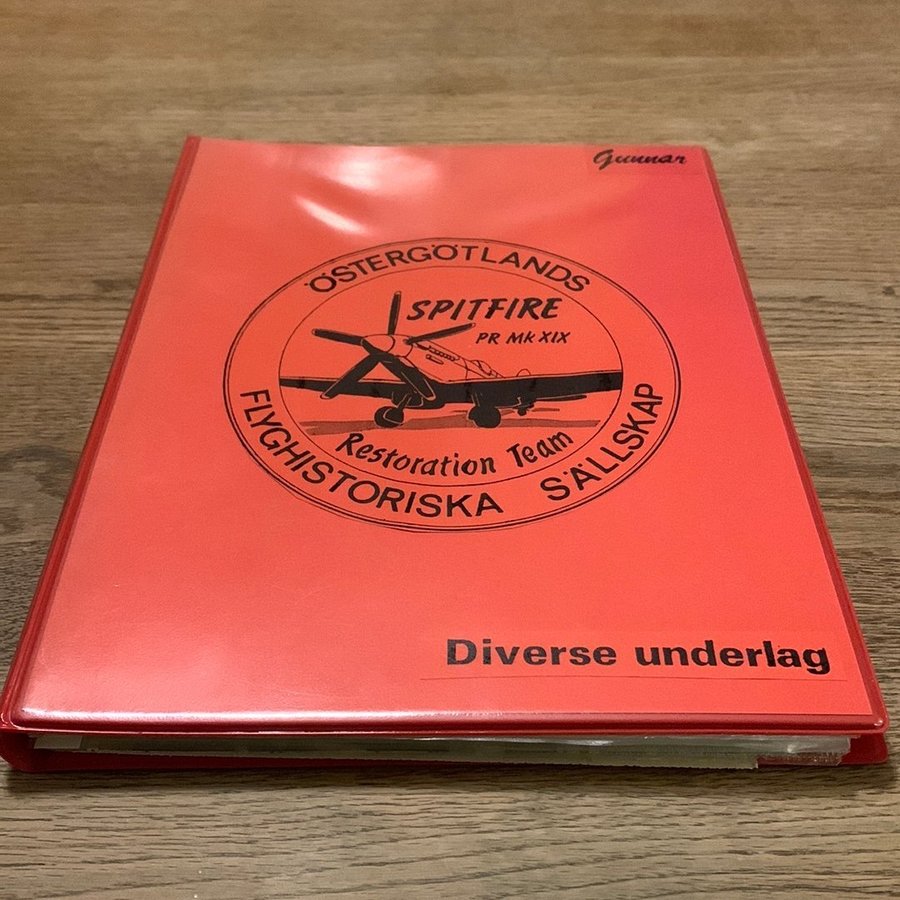 Gunnar
ÖSTERGÖTLANDS
SPITFIRE
PR MK XIX
Restoration Team
FLYGHISTORISKA SÄLLSKAP
Diverse underlag